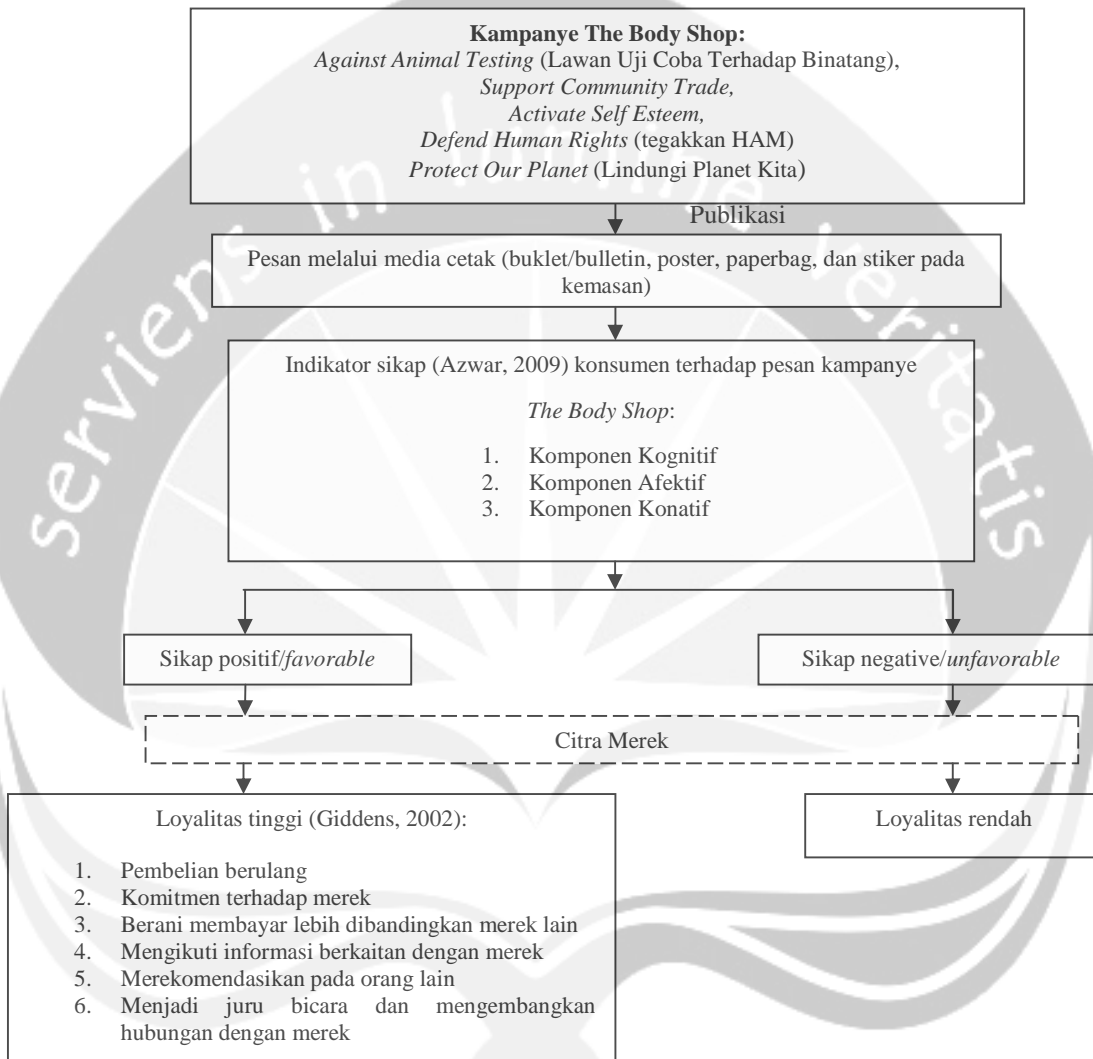 Kampanye The Body Shop:
Against Animal Testing (Lawan Uji Coba Terhadap Binatang),
Support Community Trade,
Activate Self Esteem,
Defend Human Rights (tegakkan HAM)
Protect Our Planet (Lindungi Planet Kita)
Publikasi
Pesan melalui media cetak (buklet/bulletin, poster, paperbag, dan stiker pada
kemasan)
Indikator sikap (Azwar, 2009) konsumen terhadap pesan kampanye
The Body Shop:
1. Komponen Kognitif
2. Komponen Afektif
3. Komponen Konatif
Sikap positif/favorable
Sikap negative/unfavorable
Citra Merek
Loyalitas tinggi (Giddens, 2002):
1. Pembelian berulang
2. Komitmen terhadap merek
3. Berani membayar lebih dibandingkan merek lain
4. Mengikuti informasi berkaitan dengan merek
5. Merekomendasikan pada orang lain
6. Menjadi juru bicara dan mengembangkan
hubungan dengan merek
Loyalitas rendah
serviens in lumine veritatis